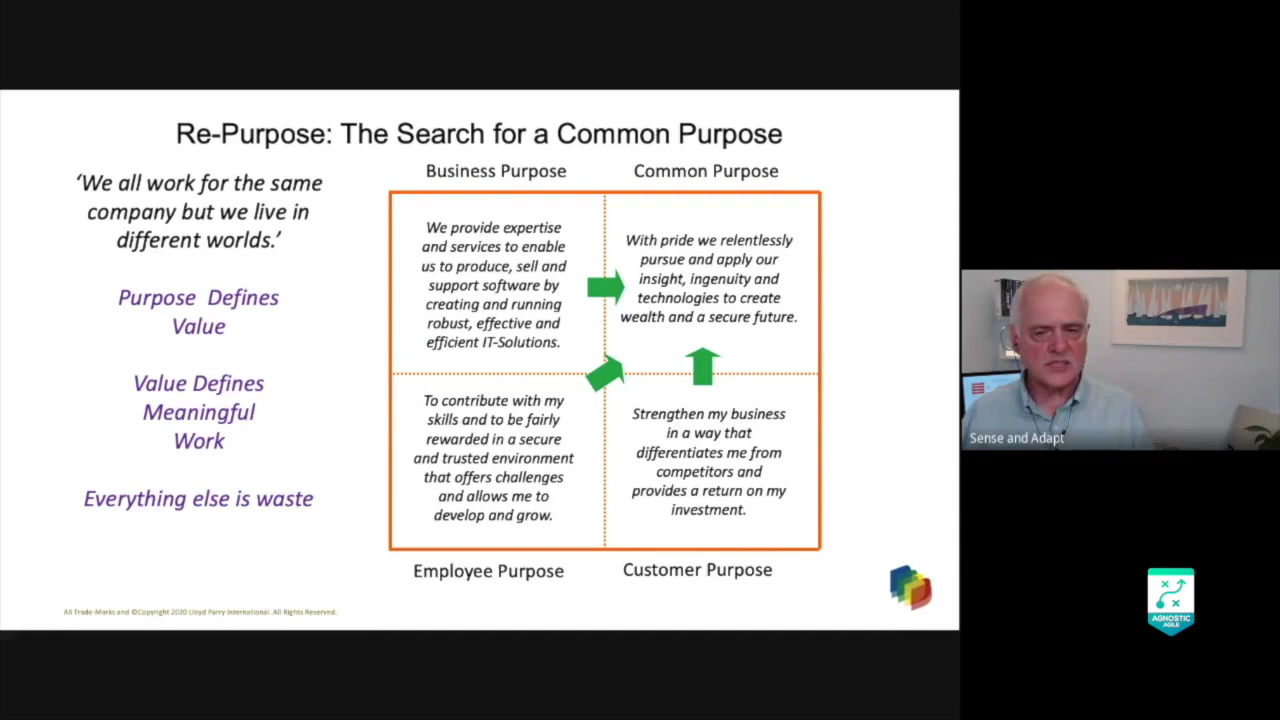 Re-Purpose: The Search for a Common Purpose
‘We all work for the same
company but we live in
different worlds.’
Purpose Defines
Value
Value Defines
Meaningful
Work
Everything else is waste
Business Purpose
Common Purpose
We provide expertise
and services to enable
us to produce, sell and
support software by
creating and running
robust, effective and
efficient IT-Solutions.
With pride we relentlessly
pursue and apply our
insight, ingenuity and
technologies to create
wealth and a secure future.
To contribute with my
skills and to be fairly
rewarded in a secure
and trusted environment
that offers challenges
and allows me to
develop and grow.
Strengthen my business
in a way that
differentiates me from
competitors and
provides a return on my
investment.
Employee Purpose
Customer Purpose
All Trade-Marks and ©Copyright 2020 Lloyd Parry International. All Rights Reserved.
Sense and Adapt
AGNOSTIC
AGILE